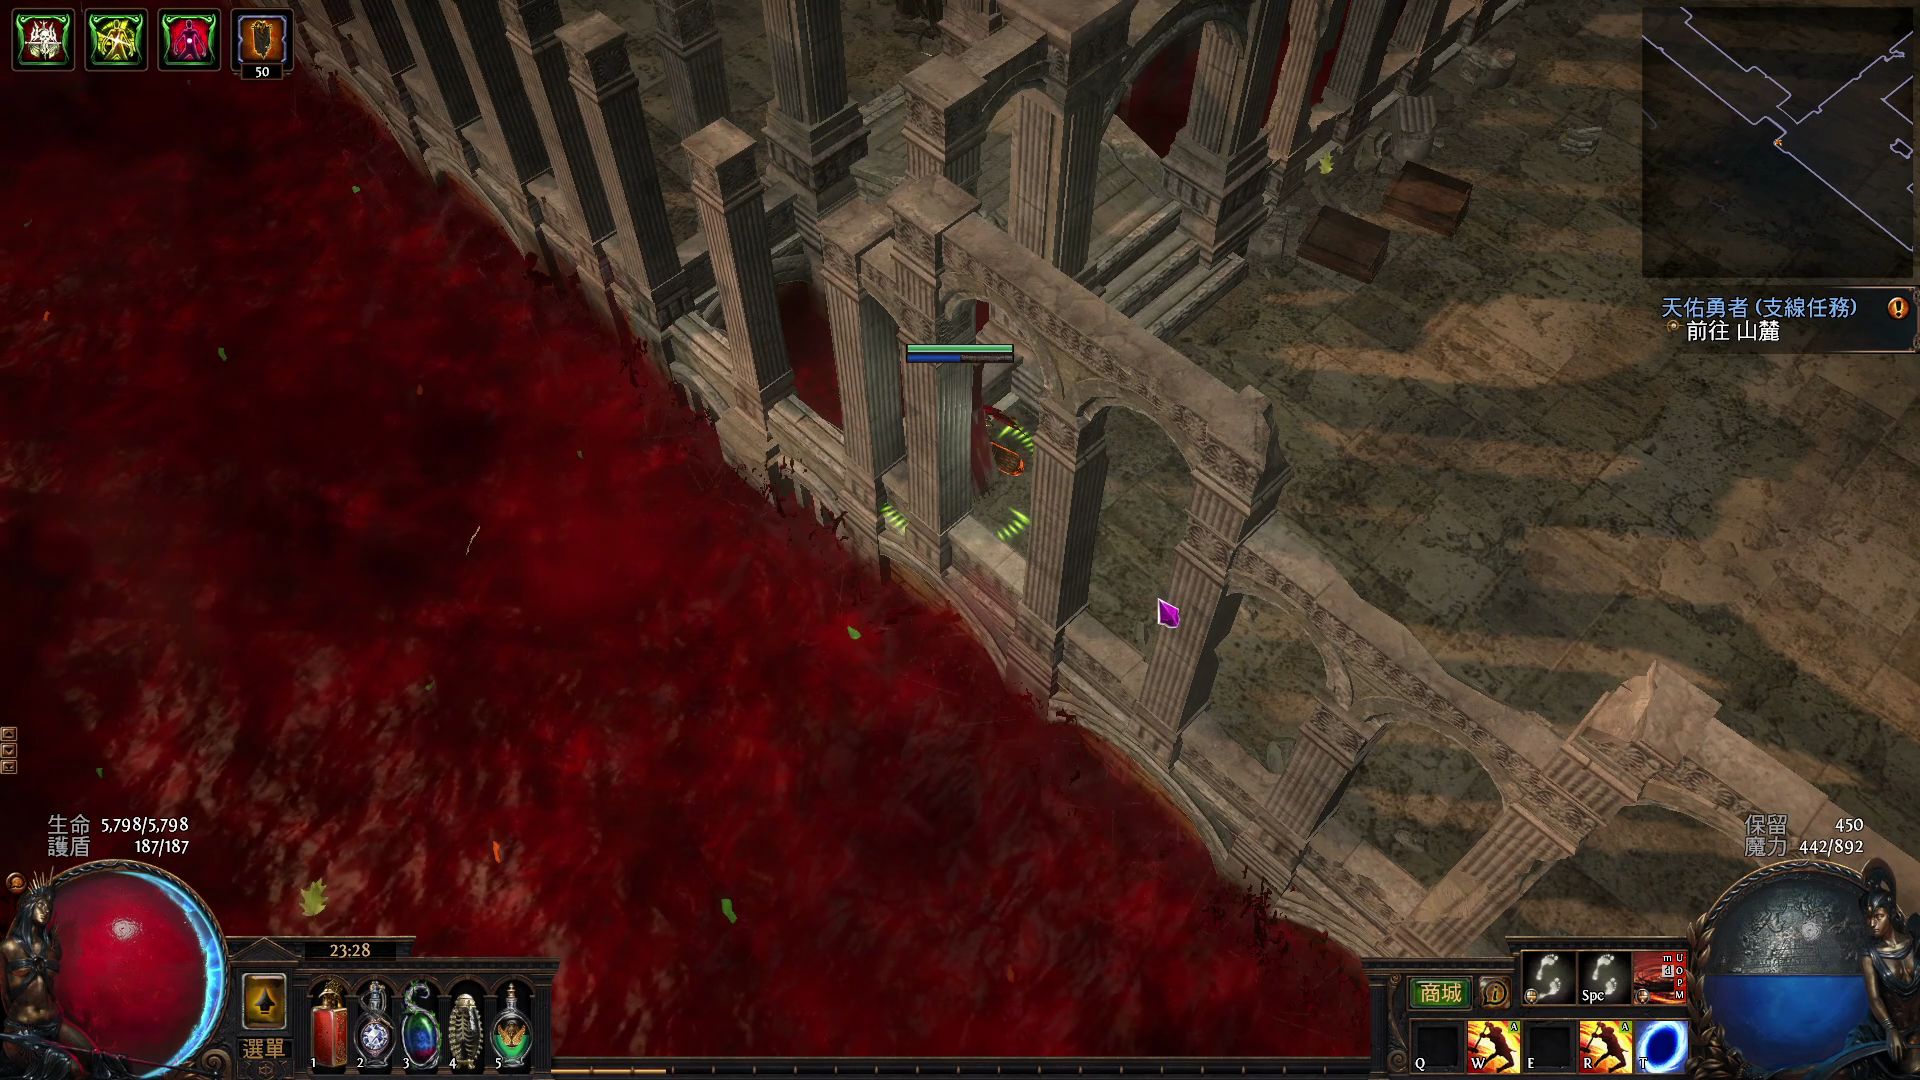 50
天佑勇者 (支線任務)
前往 山麓
生命 5,798/5,798
護盾 187/187
保留 450
魔力 442/892
23:28
選單
1 2 3 4 5
商城
Spc
m U
d O
P
M
Q W A E R A T